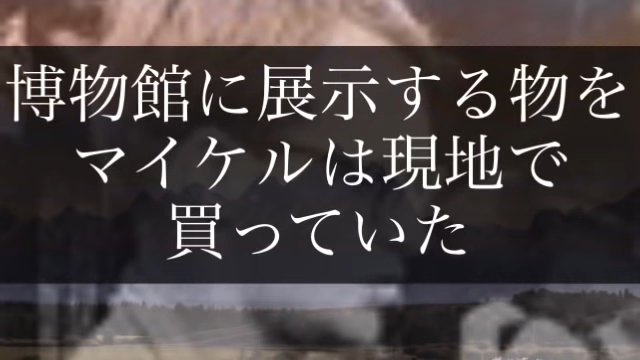 博物館に展示する物を
マイケルは現地で
買っていた